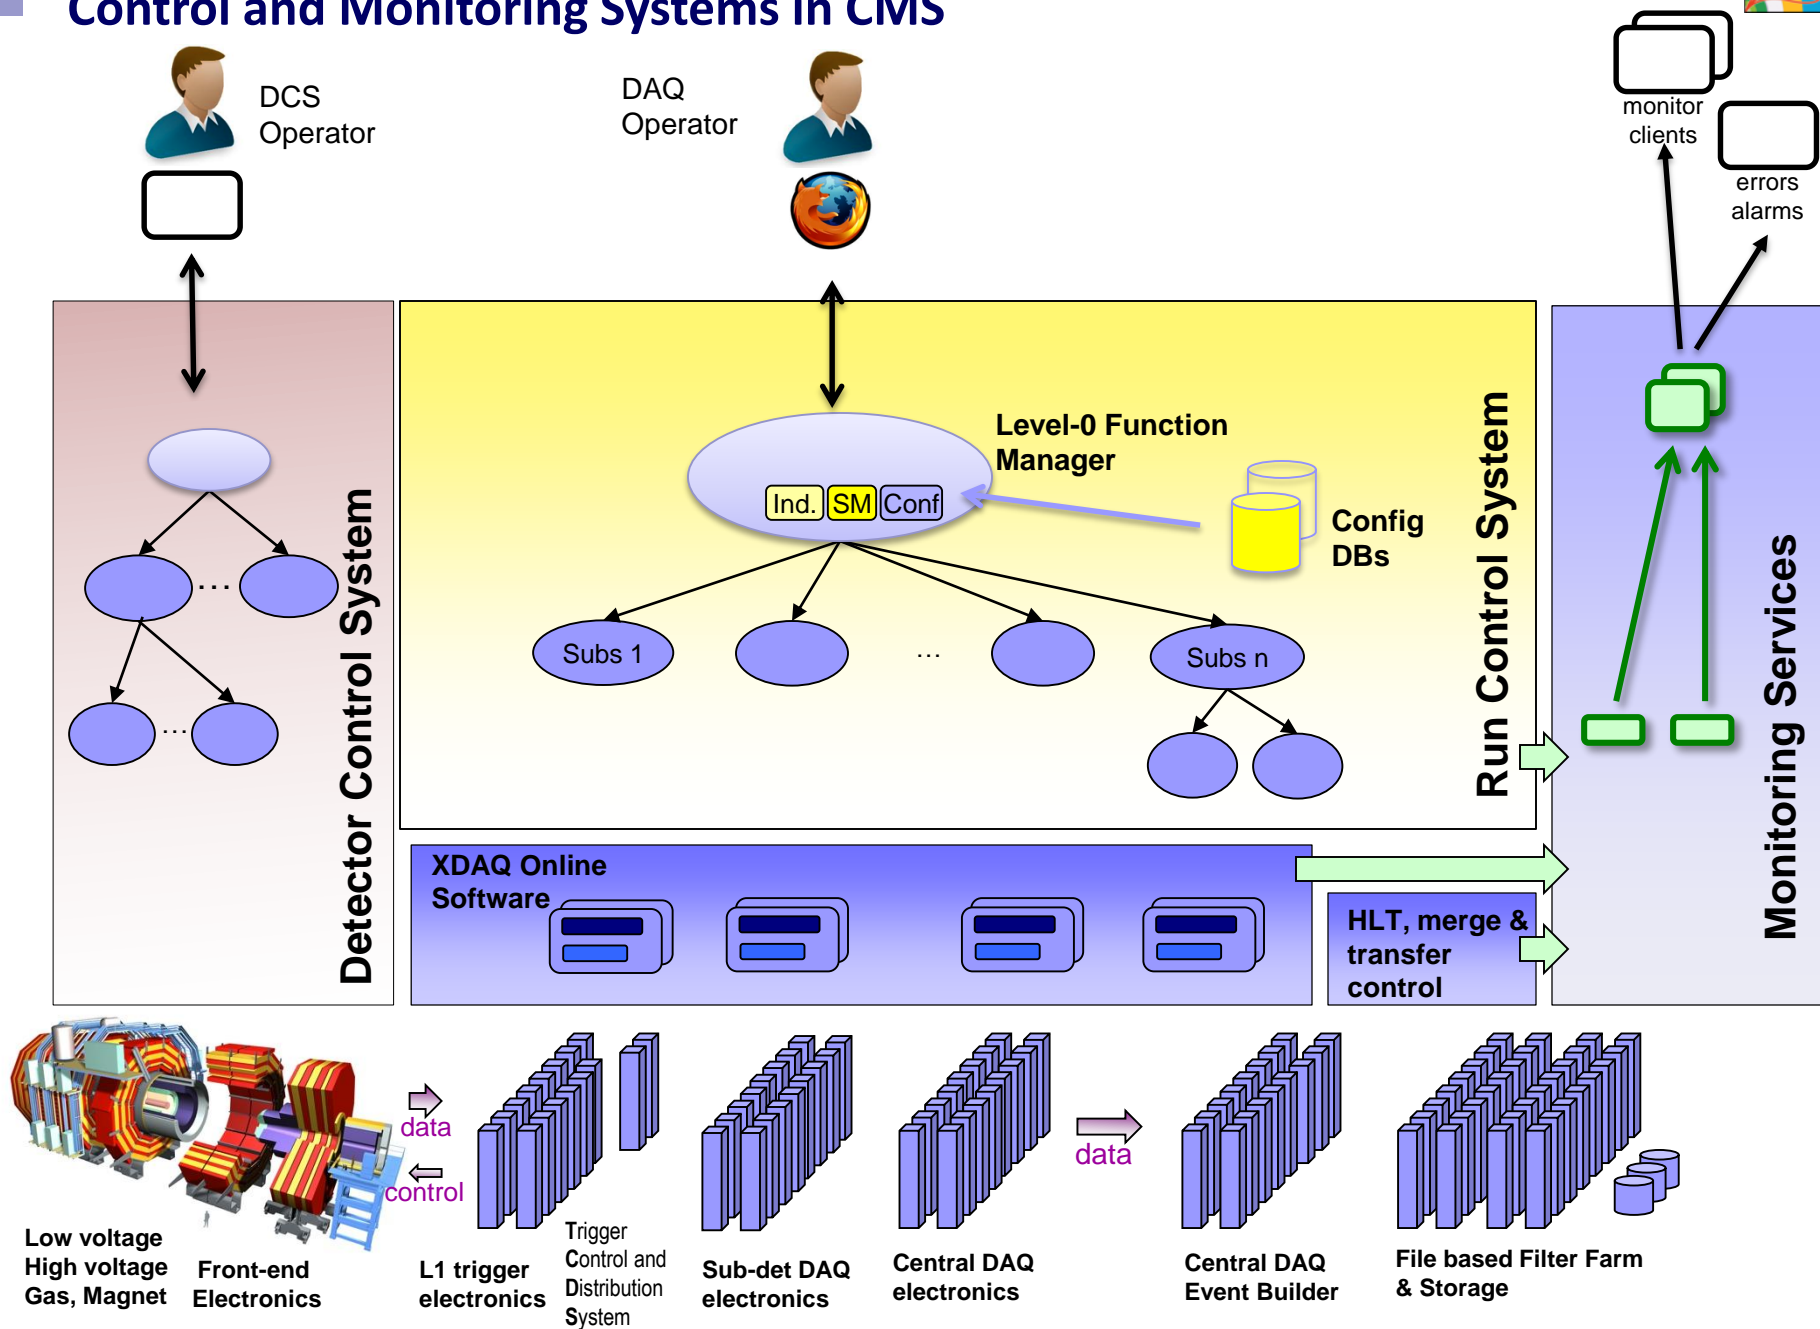 Control and Monitoring Systems in CMS
DCS
Operator
DAQ
Operator
monitor
clients
errors
alarms
Detector Control System
Level-0 Function
Manager
Ind.
SM
Conf
Config
DBs
Subs 1
...
Subs n
...
...
Run Control System
Monitoring Services
XDAQ Online
Software
HLT, merge &
transfer
control
data
control
data
Low voltage
High voltage
Gas, Magnet
Front-end
Electronics
L1 trigger
electronics
Trigger
Control and
Distribution
System
Sub-det DAQ
electronics
Central DAQ
electronics
Central DAQ
Event Builder
File based Filter Farm
& Storage